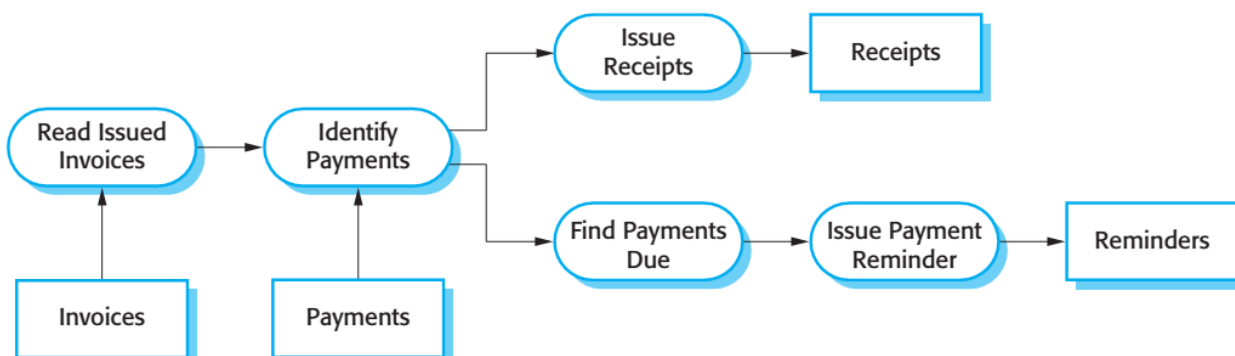 Issue
Receipts
Receipts
Read Issued
Invoices
Identify
Payments
Find Payments
Due
Issue Payment
Reminder
Reminders
Invoices
Payments